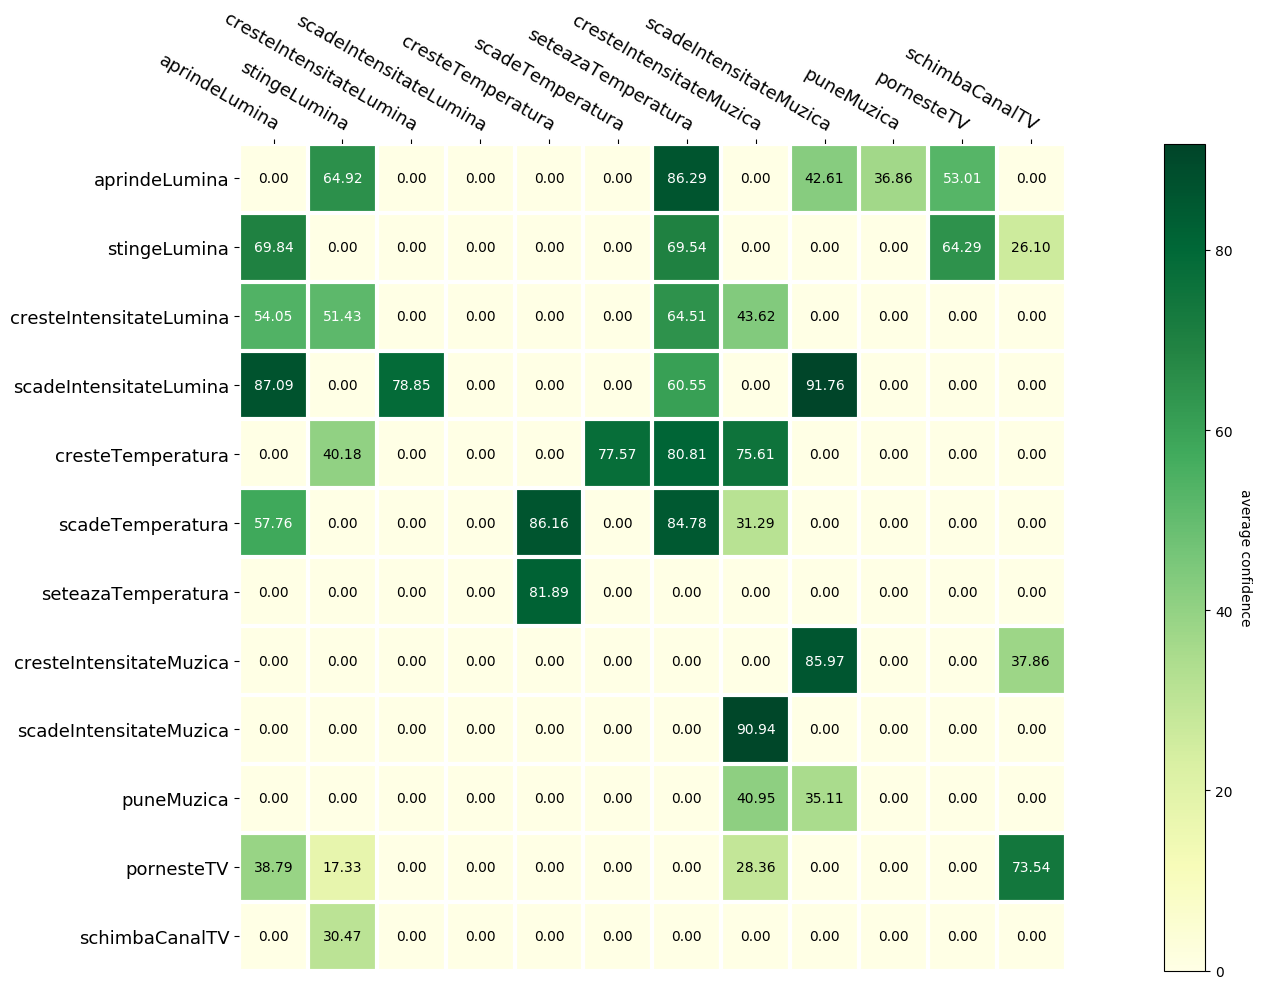 aprindeLumina stingeLumina cresteIntensitateLumina scadeIntensitateLumina cresteTemperatura scadeTemperatura seteazaTemperatura cresteIntensitateMuzica scadeIntensitateMuzica puneMuzica pornesteTV schimbaCanalTV
aprindeLumina 0.00 64.92 0.00 0.00 0.00 0.00 86.29 0.00 42.61 36.86 53.01 0.00
stingeLumina 69.84 0.00 0.00 0.00 0.00 0.00 69.54 0.00 0.00 0.00 64.29 26.10
cresteIntensitateLumina 54.05 51.43 0.00 0.00 0.00 0.00 64.51 43.62 0.00 0.00 0.00 0.00
scadeIntensitateLumina 87.09 0.00 78.85 0.00 0.00 0.00 60.55 0.00 91.76 0.00 0.00 0.00
cresteTemperatura 0.00 40.18 0.00 0.00 0.00 77.57 80.81 75.61 0.00 0.00 0.00 0.00
scadeTemperatura 57.76 0.00 0.00 0.00 86.16 0.00 84.78 31.29 0.00 0.00 0.00 0.00
seteazaTemperatura 0.00 0.00 0.00 0.00 81.89 0.00 0.00 0.00 0.00 0.00 0.00 0.00
cresteIntensitateMuzica 0.00 0.00 0.00 0.00 0.00 0.00 0.00 0.00 85.97 0.00 0.00 37.86
scadeIntensitateMuzica 0.00 0.00 0.00 0.00 0.00 0.00 0.00 90.94 0.00 0.00 0.00 0.00
puneMuzica 0.00 0.00 0.00 0.00 0.00 0.00 0.00 40.95 35.11 0.00 0.00 0.00
pornesteTV 38.79 17.33 0.00 0.00 0.00 0.00 0.00 28.36 0.00 0.00 0.00 73.54
schimbaCanalTV 0.00 30.47 0.00 0.00 0.00 0.00 0.00 0.00 0.00 0.00 0.00 0.00
80
60
40
20
0
average confidence